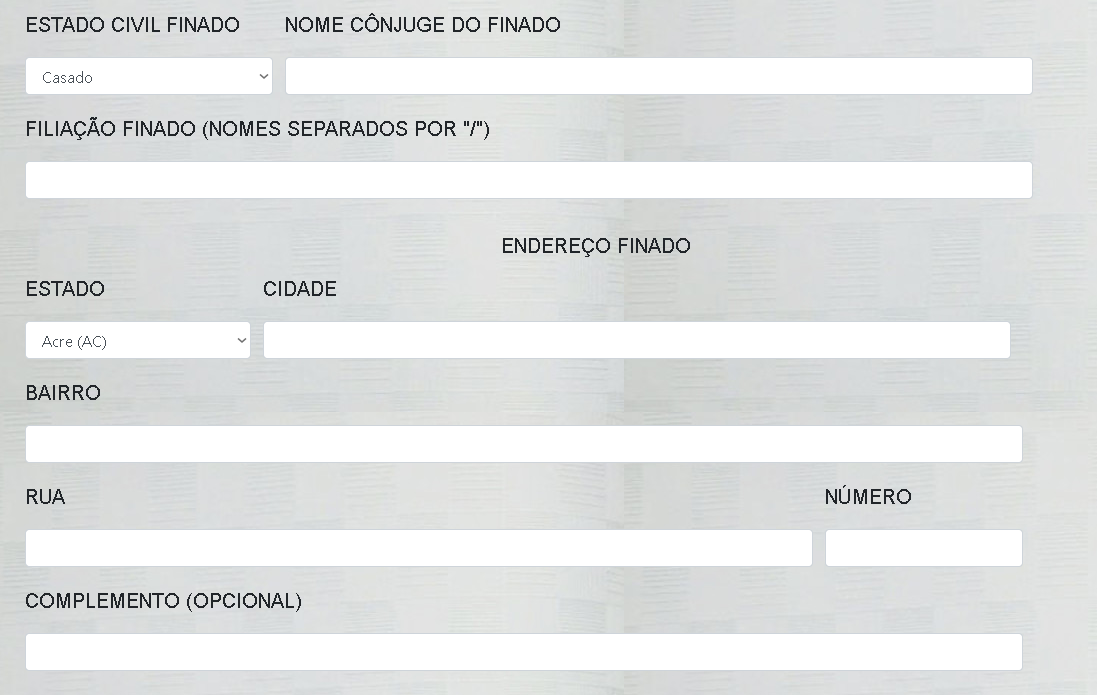 ESTADO CIVIL FINADO NOME CÔNJUGE DO FINADO
Casado
FILIAÇÃO FINADO (NOMES SEPARADOS POR "/")
ENDEREÇO FINADO
ESTADO CIDADE
Acre (AC)
BAIRRO
RUA NÚMERO
COMPLEMENTO (OPCIONAL)